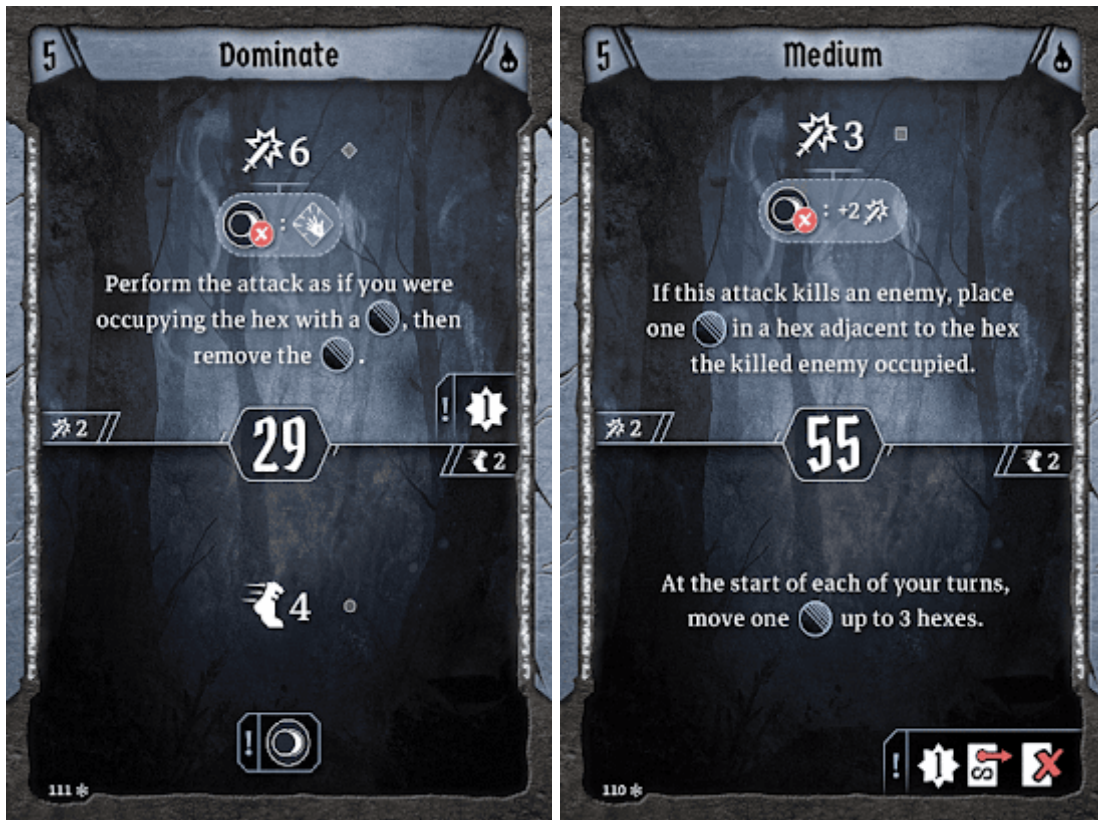 5 Dominate
6
:
Perform the attack as if you were
occupying the hex with a , then
remove the .
! 1
2
29
2
4
!
111
5 Medium
3
: +2
If this attack kills an enemy, place
one in a hex adjacent to the hex
the killed enemy occupied.
2
55
2
At the start of each of your turns,
move one up to 3 hexes.
! 1 S
110